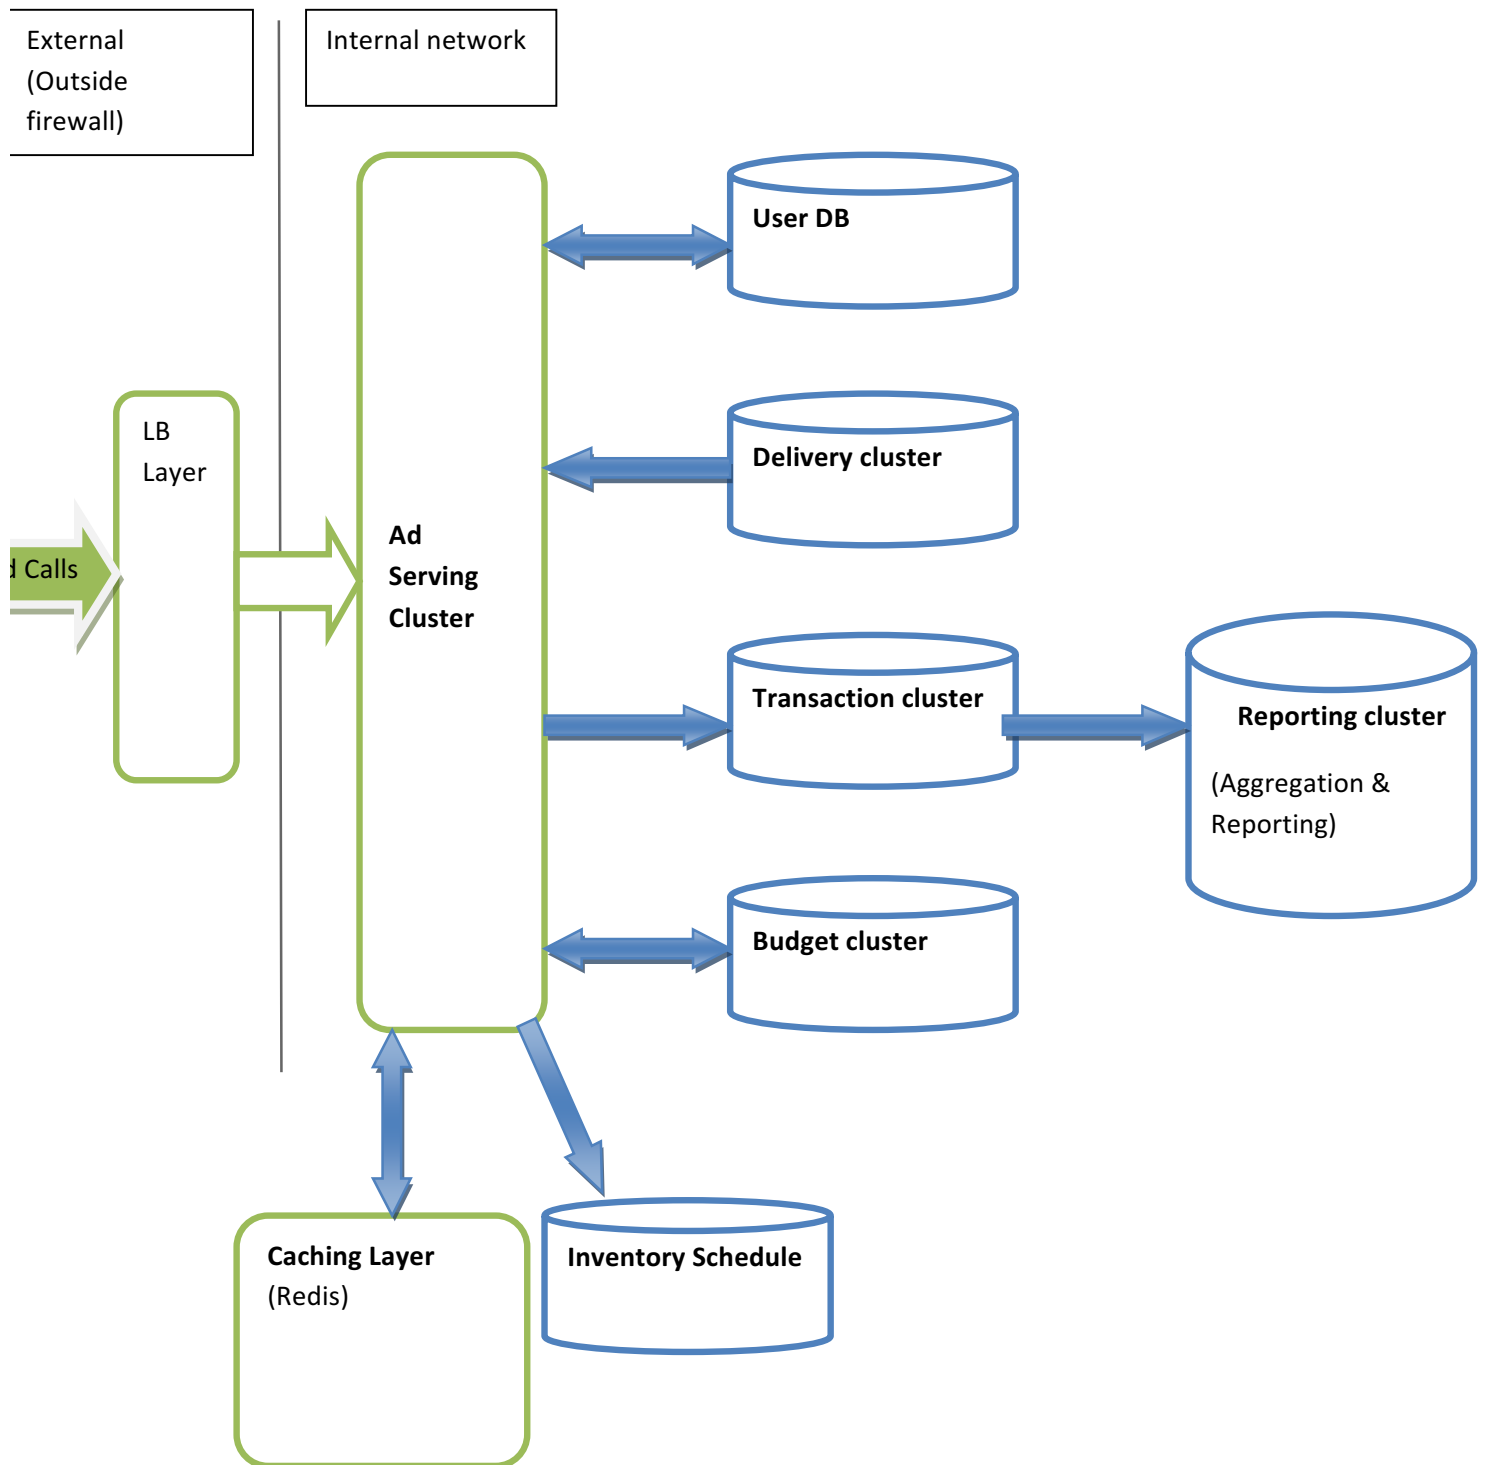 External
(Outside
firewall)
Internal network
User DB
LB
Layer
Delivery cluster
Ad
Serving
Cluster
Calls
Transaction cluster
Reporting cluster
(Aggregation &
Reporting)
Budget cluster
Caching Layer
(Redis)
Inventory Schedule